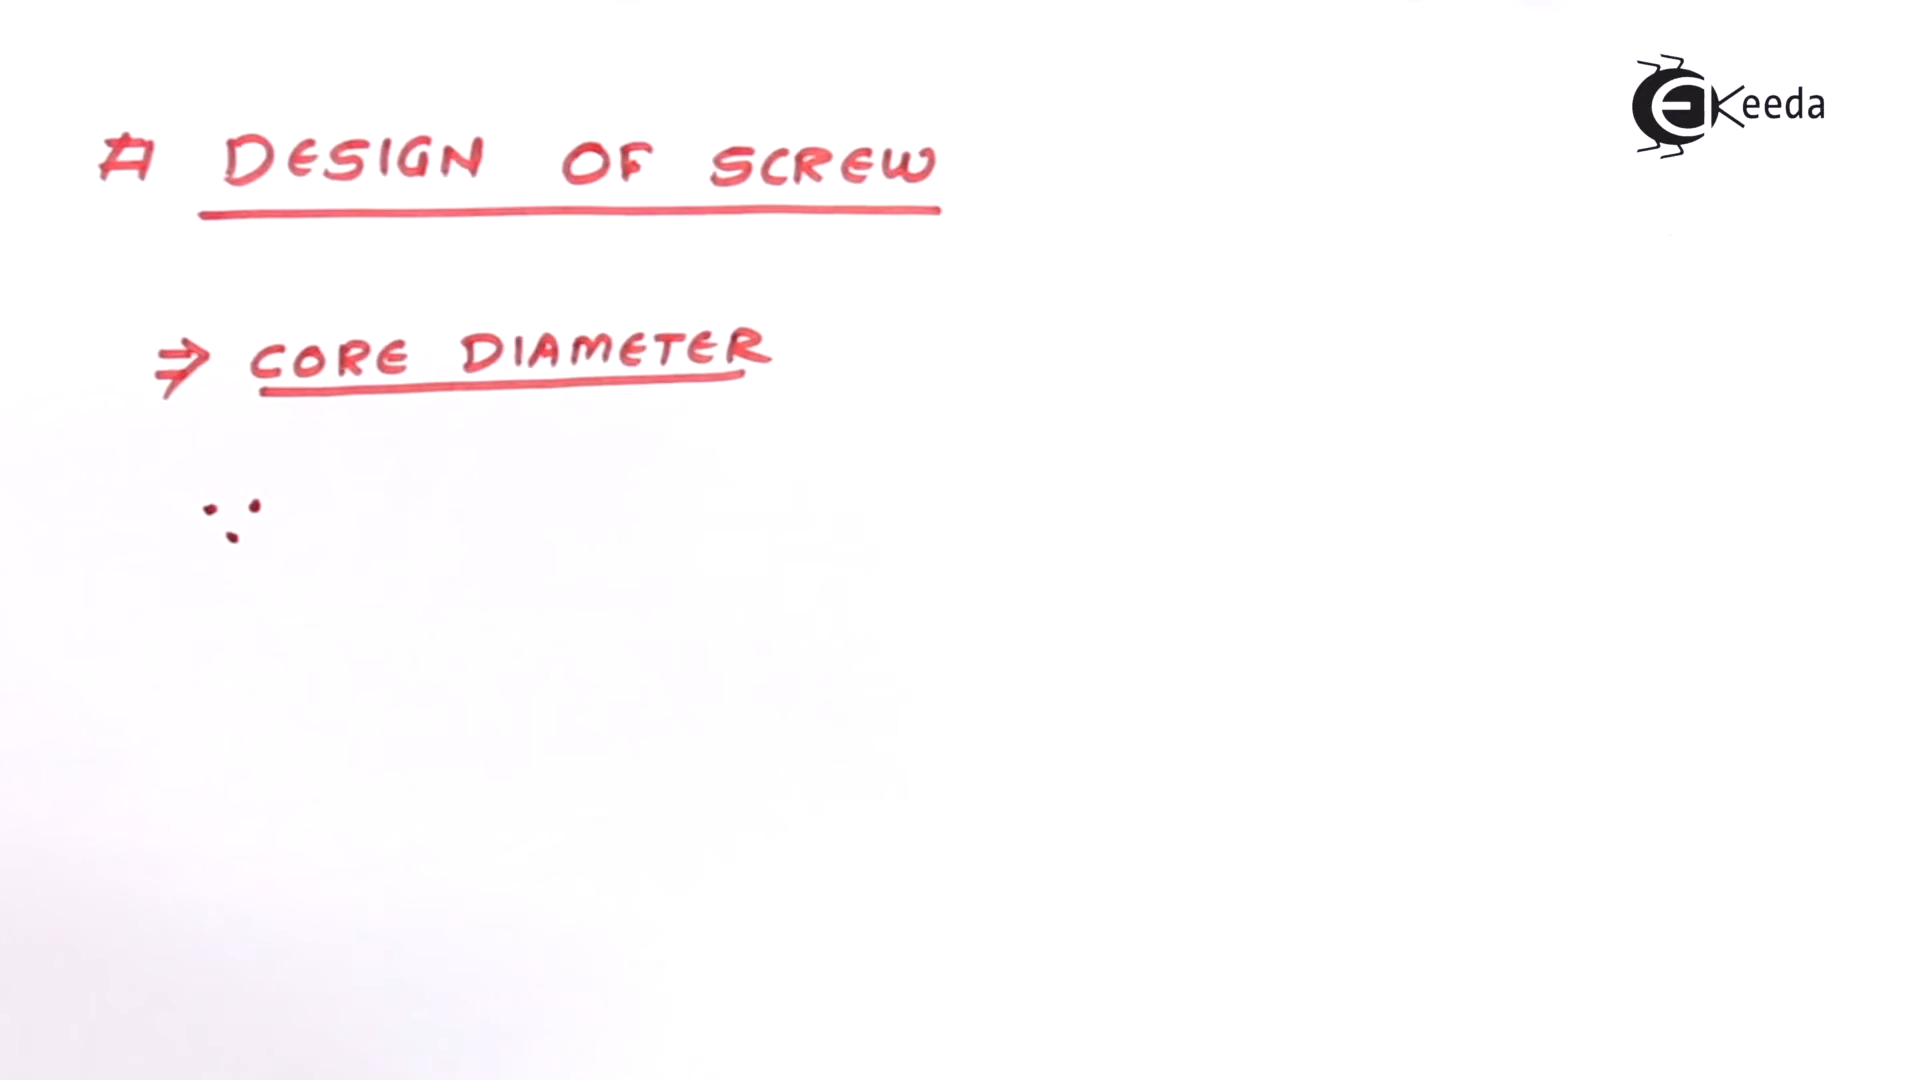 # DESIGN OF SCREW
EKeeda
⇒ CORE DIAMETER
∵